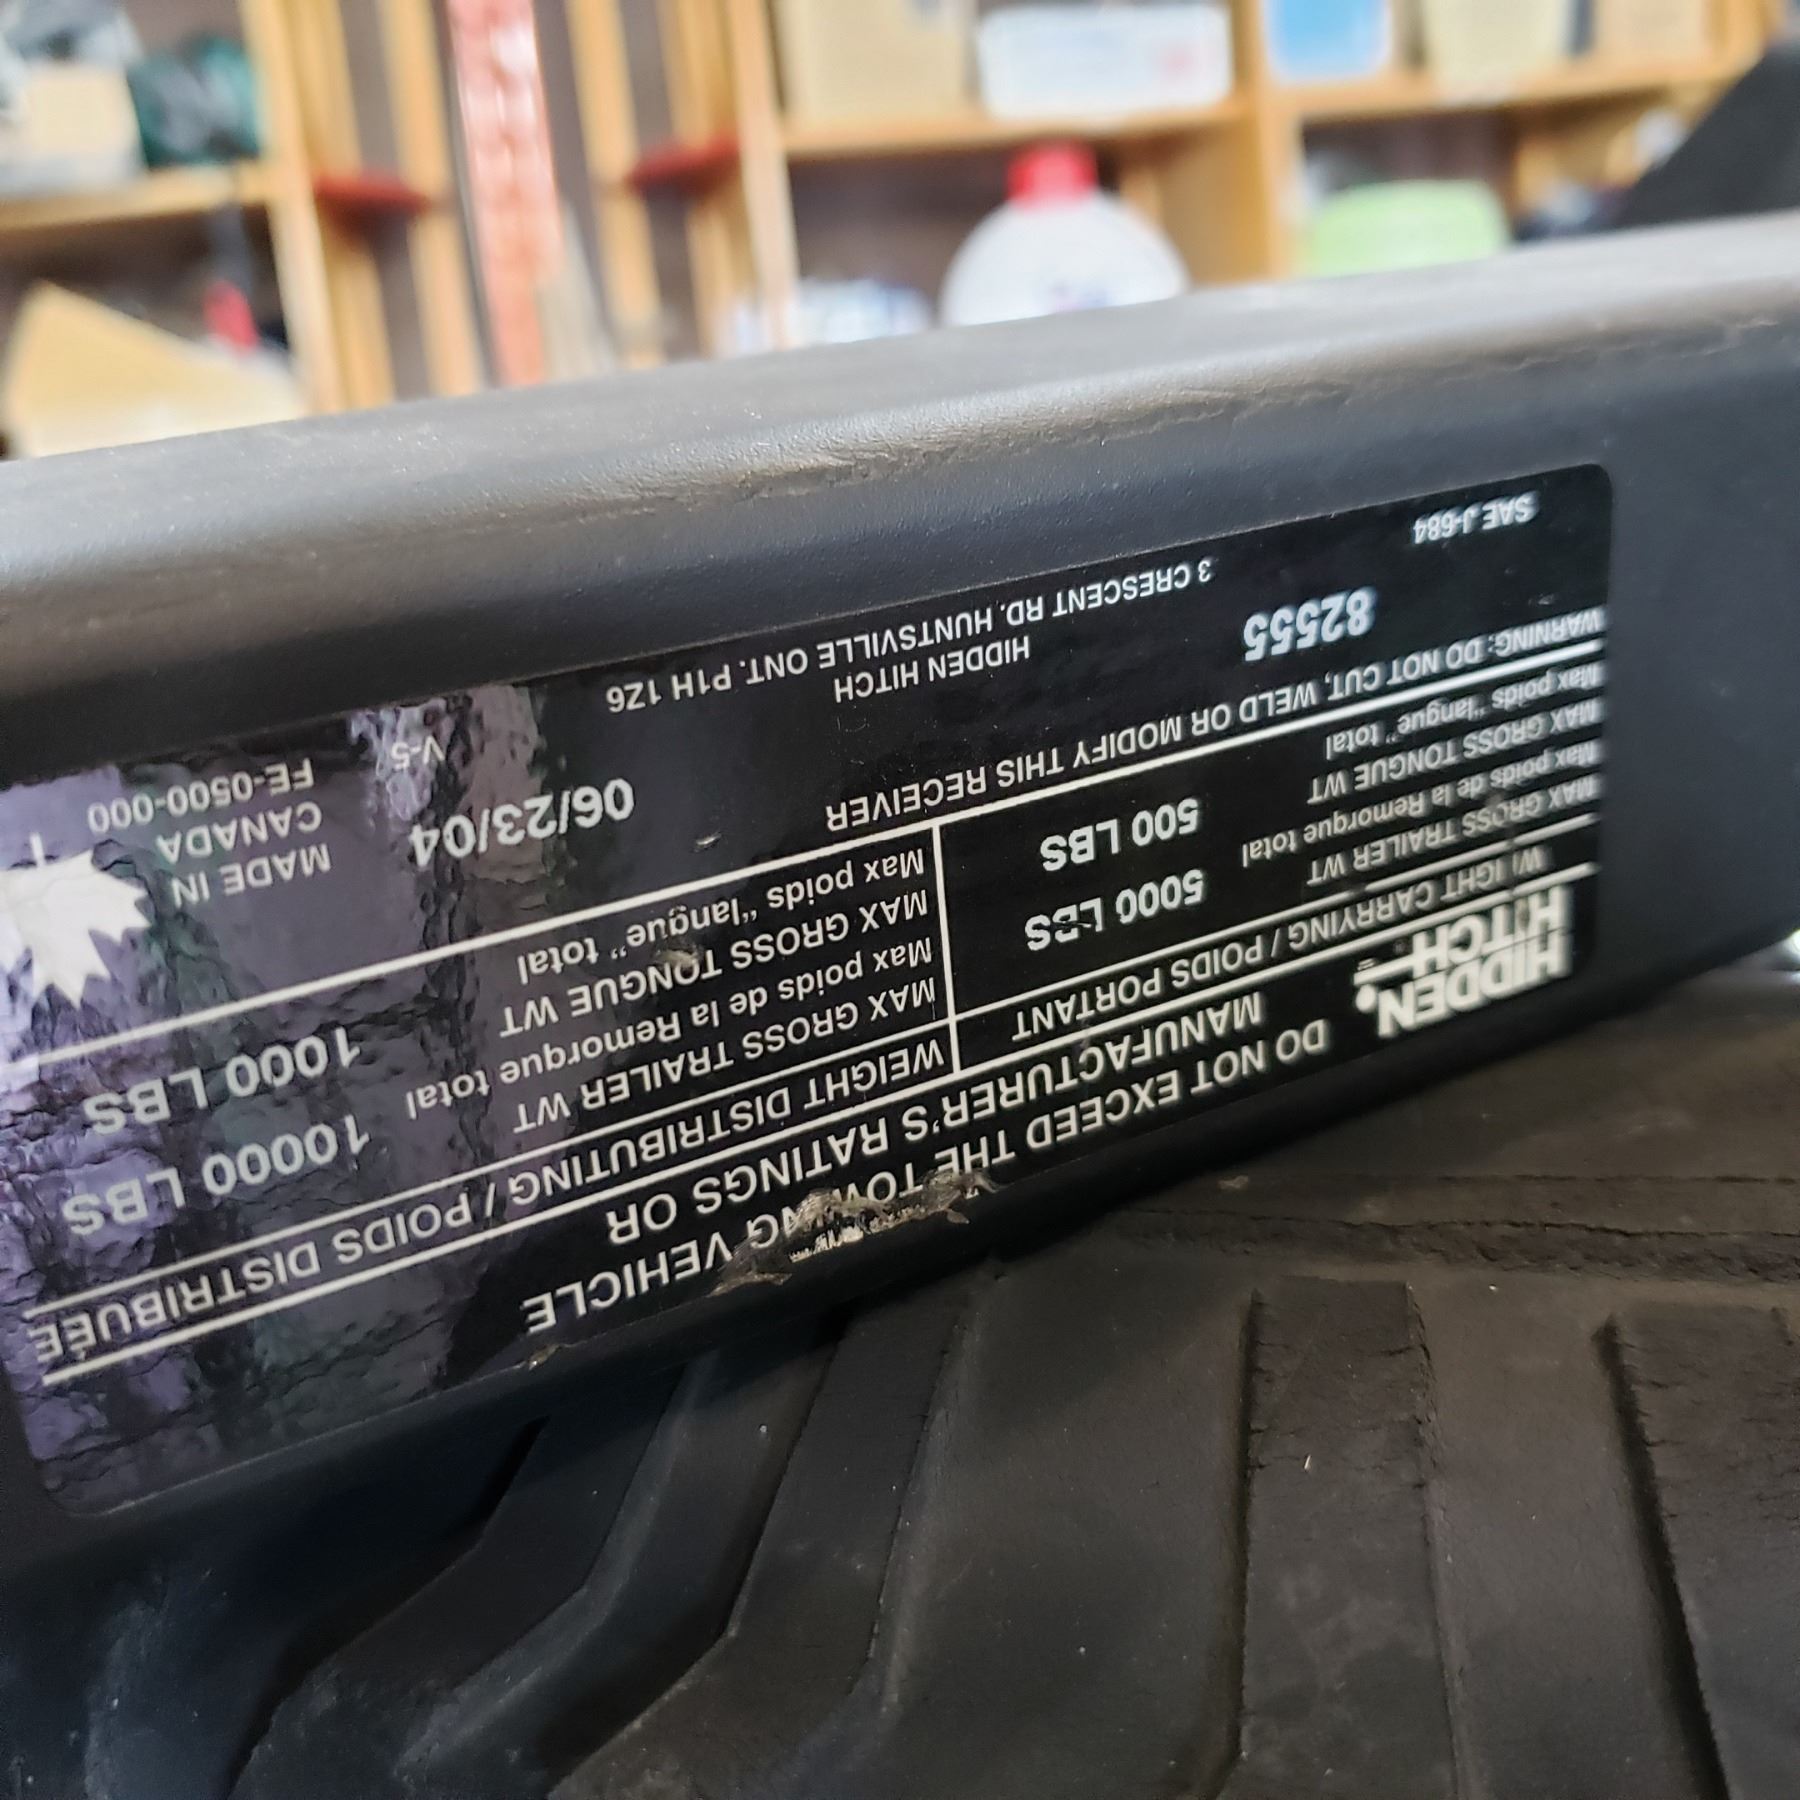 HIDDEN
HITCH
DO NOT EXCEED THE TOWING VEHICLE
MANUFACTURER'S RATINGS OR
WEIGHT CARRYING / POIDS PORTANT
MAX GROSS TRAILER WT
Max poids de la Remorque total
5000 LBS
MAX GROSS TONGUE WT
Max poids "langue" total
500 LBS
WEIGHT DISTRIBUTING / POIDS DISTRIBUÉE
MAX GROSS TRAILER WT
Max poids de la Remorque total
10000 LBS
MAX GROSS TONGUE WT
Max poids "langue" total
1000 LBS
WARNING: DO NOT CUT, WELD OR MODIFY THIS RECEIVER
82555
06/23/04
MADE IN
CANADA
FE-0500-000
V-5
HIDDEN HITCH
3 CRESCENT RD. HUNTSVILLE ONT. P1H 1Z6
SAE J-684